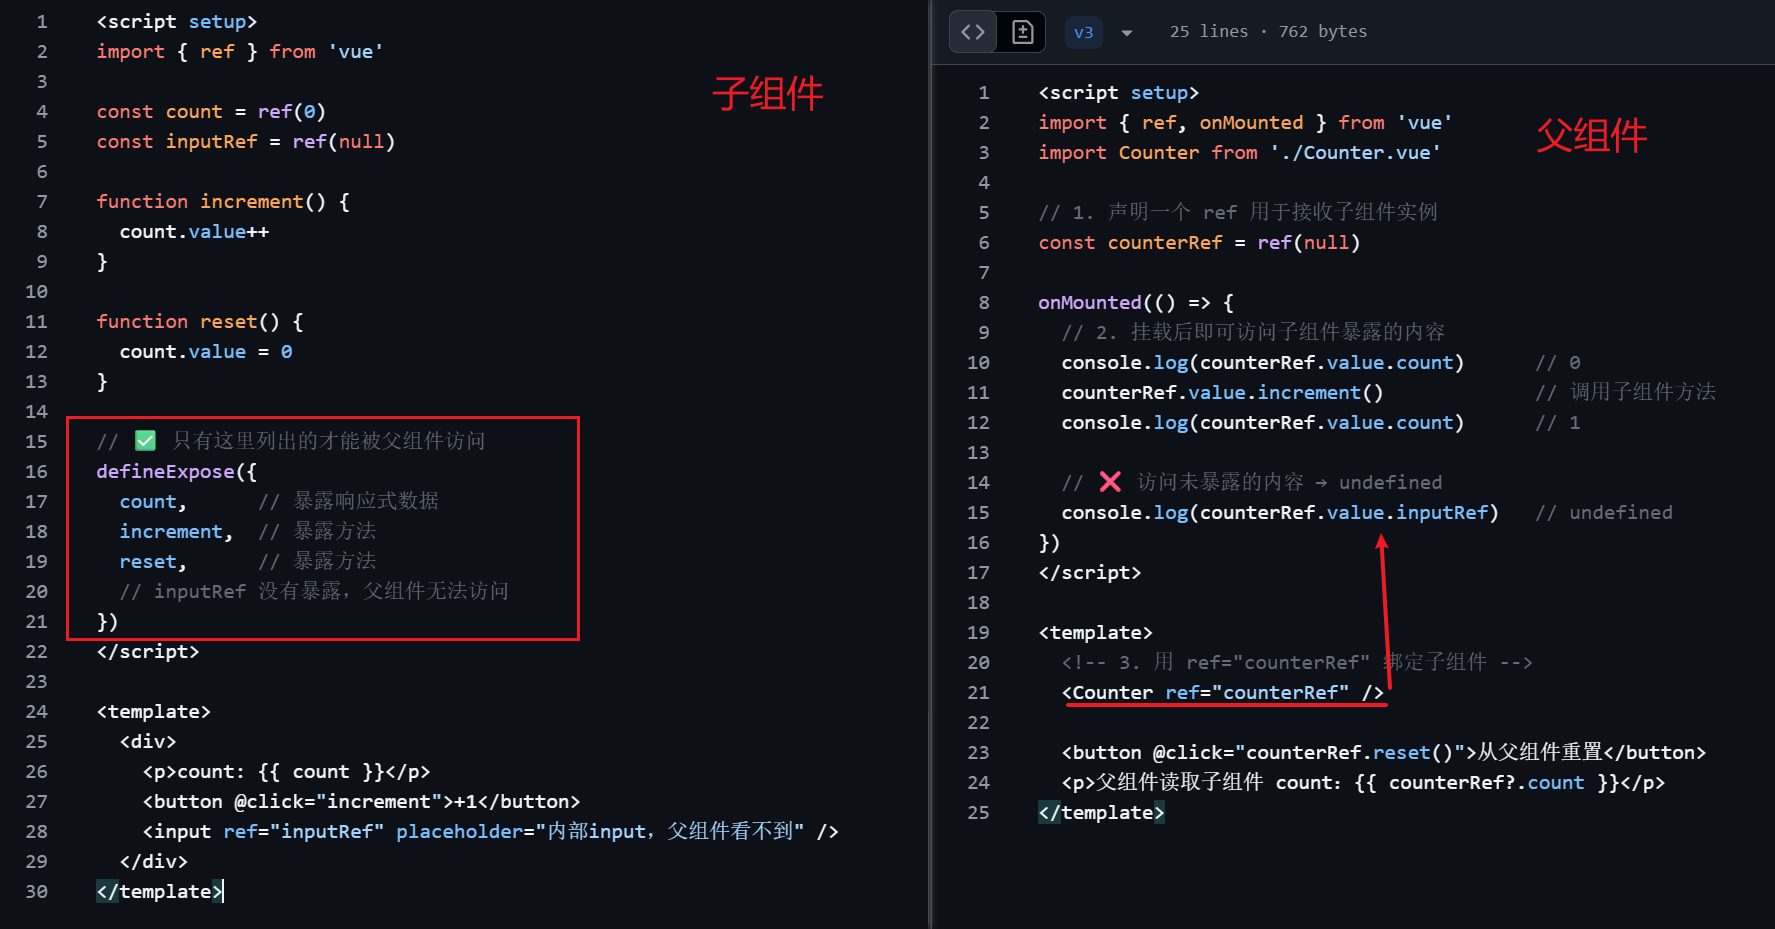 1 <script setup>
2 import { ref } from 'vue'
3
4 const count = ref(0)
5 const inputRef = ref(null)
6
7 function increment() {
8 count.value++
9 }
10
11 function reset() {
12 count.value = 0
13 }
14
15 // ✅ 只有这里列出的才能被父组件访问
16 defineExpose({
17 count, // 暴露响应式数据
18 increment, // 暴露方法
19 reset, // 暴露方法
20 // inputRef 没有暴露，父组件无法访问
21 })
22 </script>
23
24 <template>
25 <div>
26 <p>count: {{ count }}</p>
27 <button @click="increment">+1</button>
28 <input ref="inputRef" placeholder="内部input，父组件看不到" />
29 </div>
30 </template>
子组件
v3 25 lines · 762 bytes
1 <script setup>
2 import { ref, onMounted } from 'vue'
3 import Counter from './Counter.vue'
4
5 // 1. 声明一个 ref 用于接收子组件实例
6 const counterRef = ref(null)
7
8 onMounted(() => {
9 // 2. 挂载后即可访问子组件暴露的内容
10 console.log(counterRef.value.count) // 0
11 counterRef.value.increment() // 调用子组件方法
12 console.log(counterRef.value.count) // 1
13
14 // ❌ 访问未暴露的内容 → undefined
15 console.log(counterRef.value.inputRef) // undefined
16 })
17 </script>
18
19 <template>
20 <!-- 3. 用 ref="counterRef" 绑定子组件 -->
21 <Counter ref="counterRef" />
22
23 <button @click="counterRef.reset()">从父组件重置</button>
24 <p>父组件读取子组件 count: {{ counterRef?.count }}</p>
25 </template>
父组件